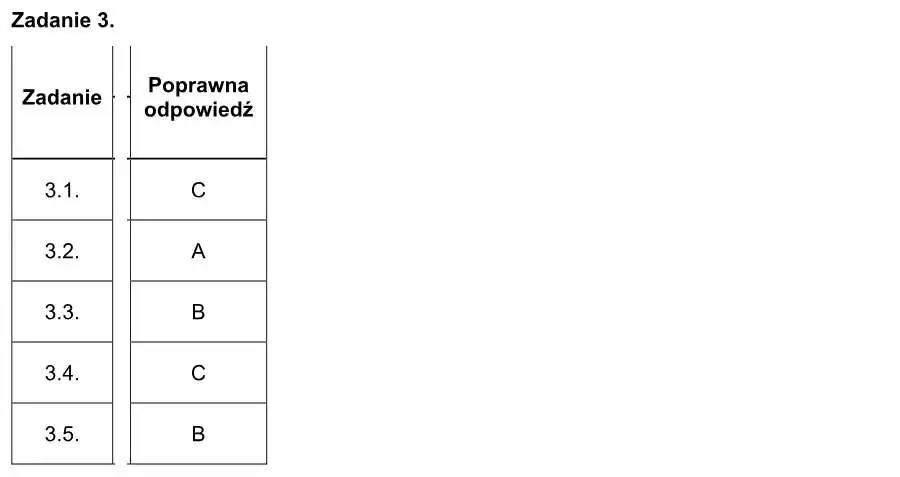 Zadanie 3.
Zadanie
Poprawna
odpowiedź
3.1. C
3.2. A
3.3. B
3.4. C
3.5. B